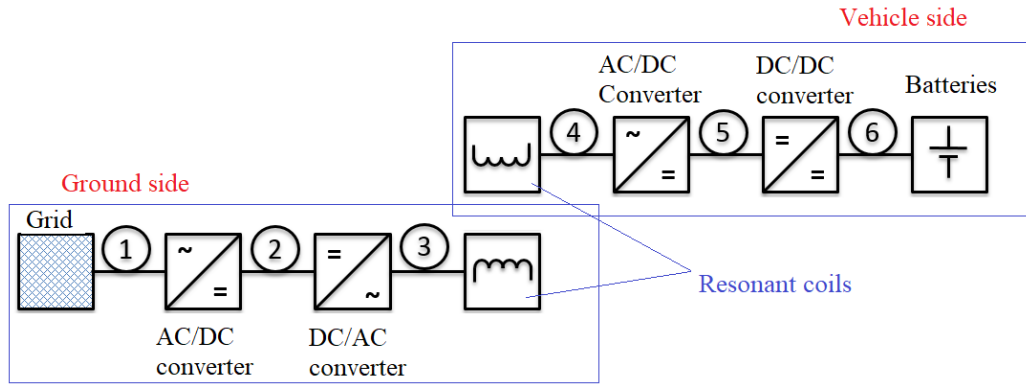 Vehicle side
AC/DC
Converter
DC/DC
converter
Batteries
4
5
6
~
=
=
=
Ground side
Grid
1
2
3
~
=
=
~
Resonant coils
AC/DC
converter
DC/AC
converter